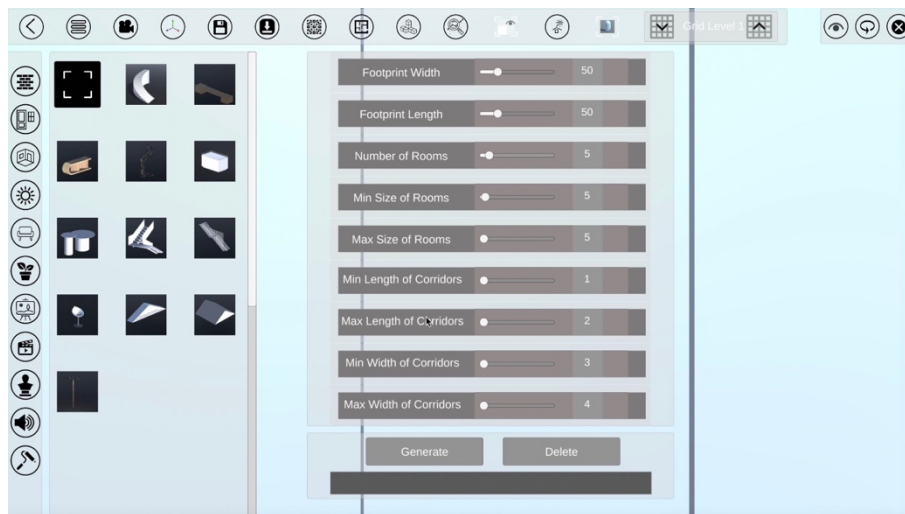 Grid Level 1
Footprint Width 50
Footprint Length 50
Number of Rooms 5
Min Size of Rooms 5
Max Size of Rooms 5
Min Length of Corridors 1
Max Length of Corridors 2
Min Width of Corridors 3
Max Width of Corridors 4
Generate Delete